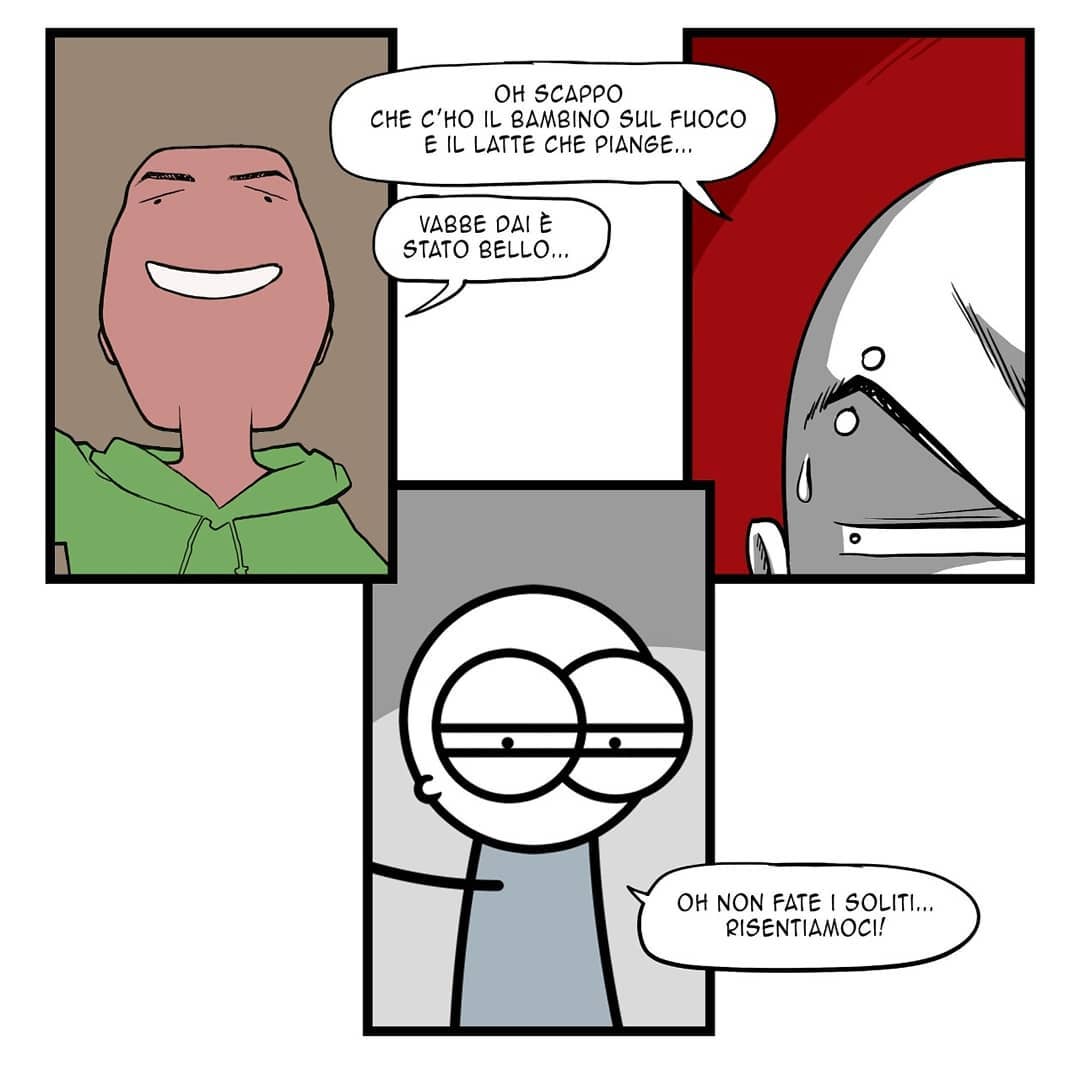 OH SCAPPO
CHE C'HO IL BAMBINO SUL FUOCO
E IL LATTE CHE PIANGE...
VABBE DAI È
STATO BELLO...
OH NON FATE I SOLITI...
RISENTIAMOCI!